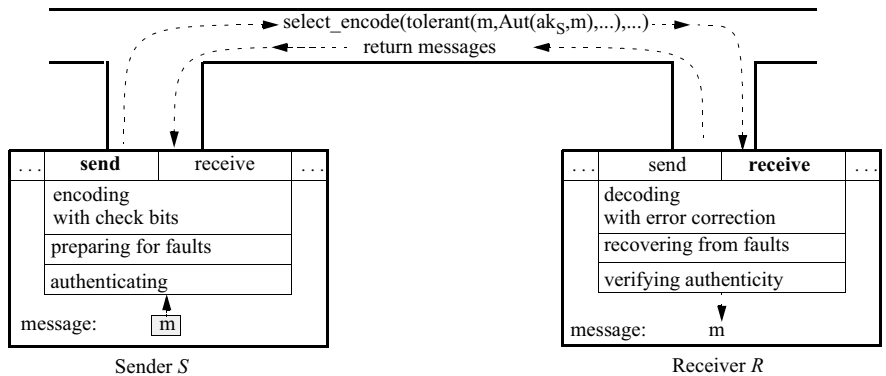 select_encode(tolerant(m,Aut(akS,m),...),...)
return messages
. . . send receive . . .
encoding
with check bits
preparing for faults
authenticating
message: m
Sender S
. . . send receive . . .
decoding
with error correction
recovering from faults
verifying authenticity
message: m
Receiver R